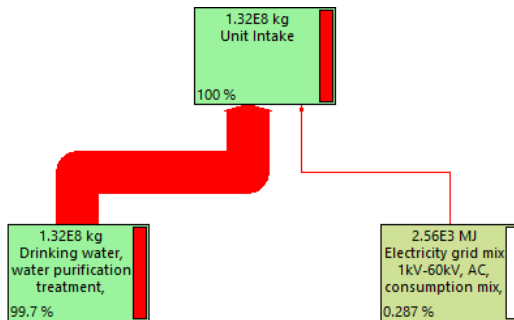 1.32E8 kg
Unit Intake
100 %
1.32E8 kg
Drinking water,
water purification
treatment,
99.7 %
2.56E3 MJ
Electricity grid mix
1kV-60kV, AC,
consumption mix,
0.287 %